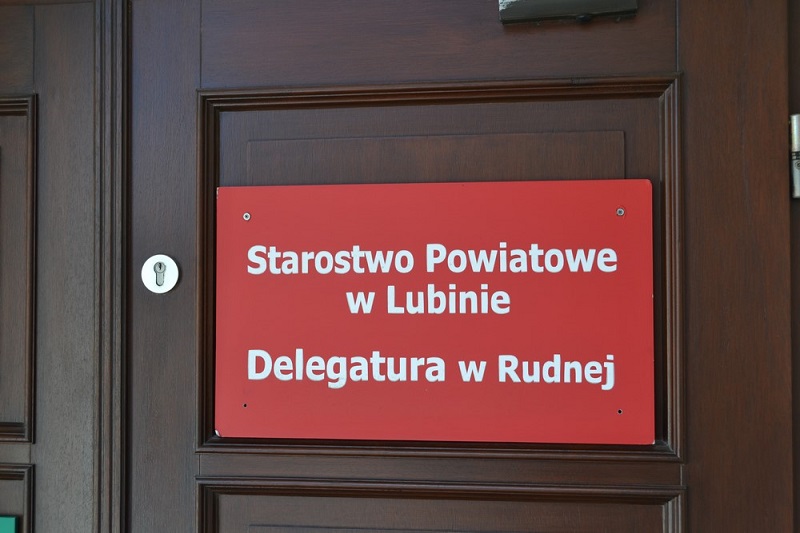 Starostwo Powiatowe
w Lubinie
Delegatura w Rudnej